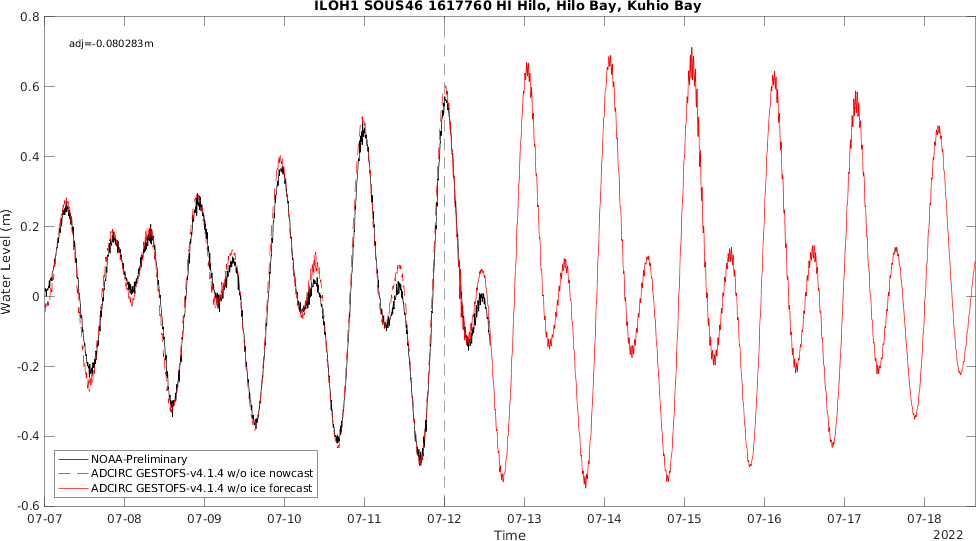 ILOH1 SOUS46 1617760 HI Hilo, Hilo Bay, Kuhio Bay
adj=-0.080283m
0.8
0.6
0.4
0.2
0
-0.2
-0.4
-0.6
Water Level (m)
NOAA-Preliminary
ADCIRC GESTOFS-v4.1.4 w/o ice nowcast
ADCIRC GESTOFS-v4.1.4 w/o ice forecast
07-07 07-08 07-09 07-10 07-11 07-12 07-13 07-14 07-15 07-16 07-17 07-18
Time
2022